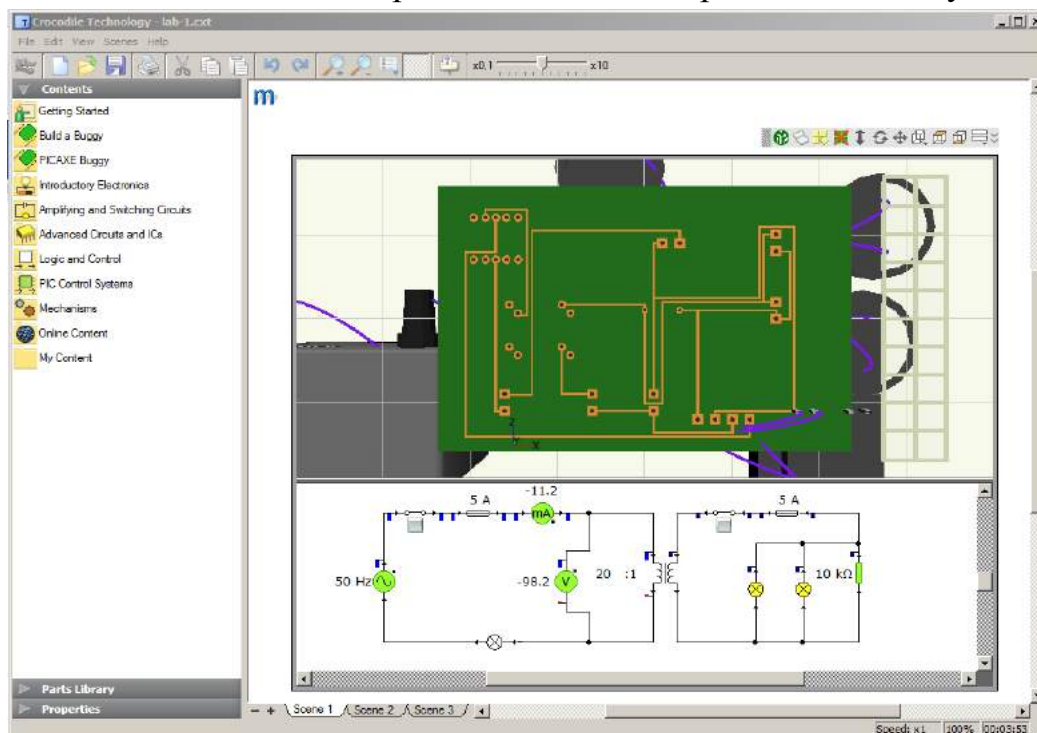 Crocodile Technology - lab-1.cxt
File Edit View Scenes Help
x0,1 x10
Contents
Getting Started
Build a Buggy
PICAXE Buggy
Introductory Electronics
Amplifying and Switching Circuits
Advanced Circuits and ICs
Logic and Control
PIC Control Systems
Mechanisms
Online Content
My Content
m
Z
X
-11.2
5 A
mA
5 A
50 Hz
-98.2
V
20 :1
10 kΩ
Parts Library
Properties
Scene 1 Scene 2 Scene 3
Speed: x1 100% 00:03:53